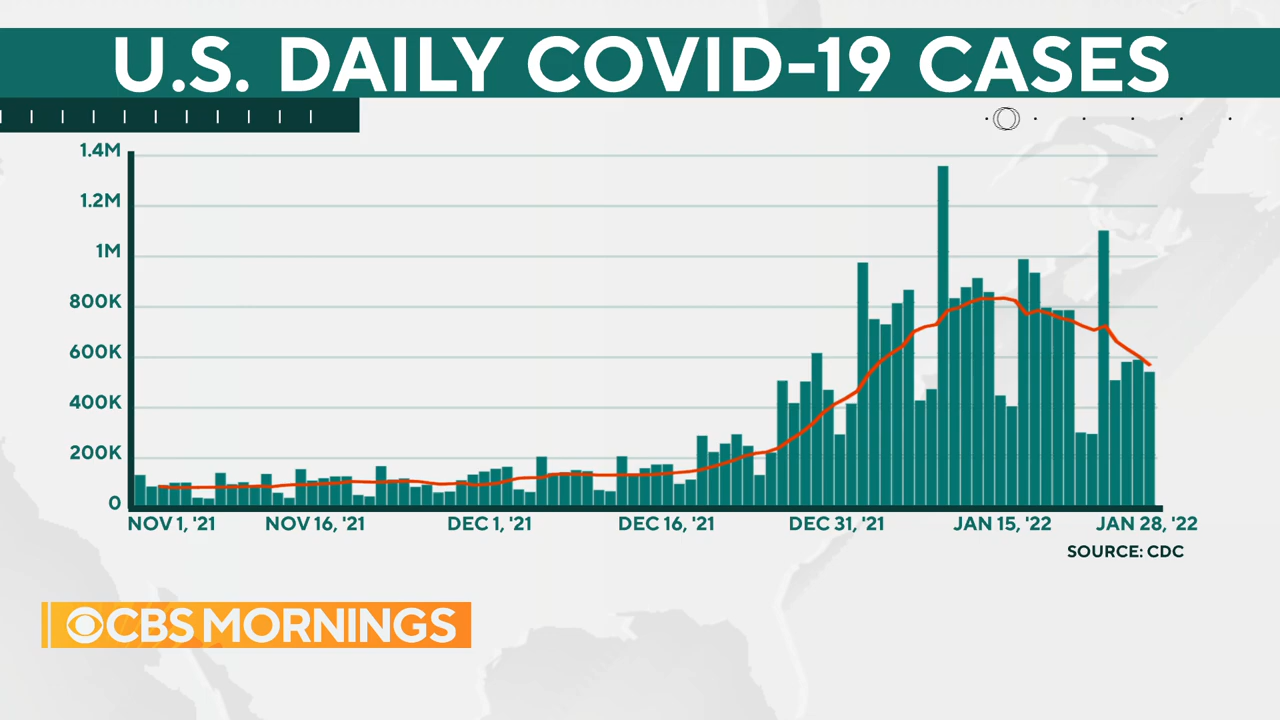 U.S. DAILY COVID-19 CASES
1.4M
1.2M
1M
800K
600K
400K
200K
0
NOV 1, '21 NOV 16, '21 DEC 1, '21 DEC 16, '21 DEC 31, '21 JAN 15, '22 JAN 28, '22
SOURCE: CDC
CBS MORNINGS